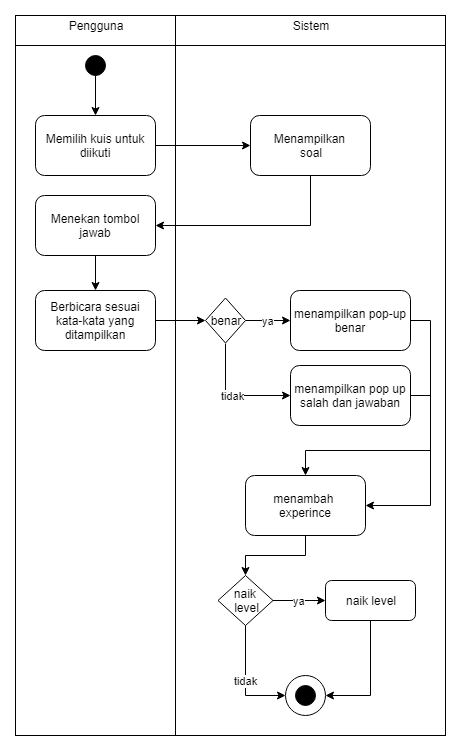 Pengguna
Sistem
Memilih kuis untuk
diikuti
Menampilkan
soal
Menekan tombol
jawab
Berbicara sesuai
kata-kata yang
ditampilkan
benar
ya
menampilkan pop-up
benar
tidak
menampilkan pop up
salah dan jawaban
menambah
experince
naik
level
ya
naik level
tidak